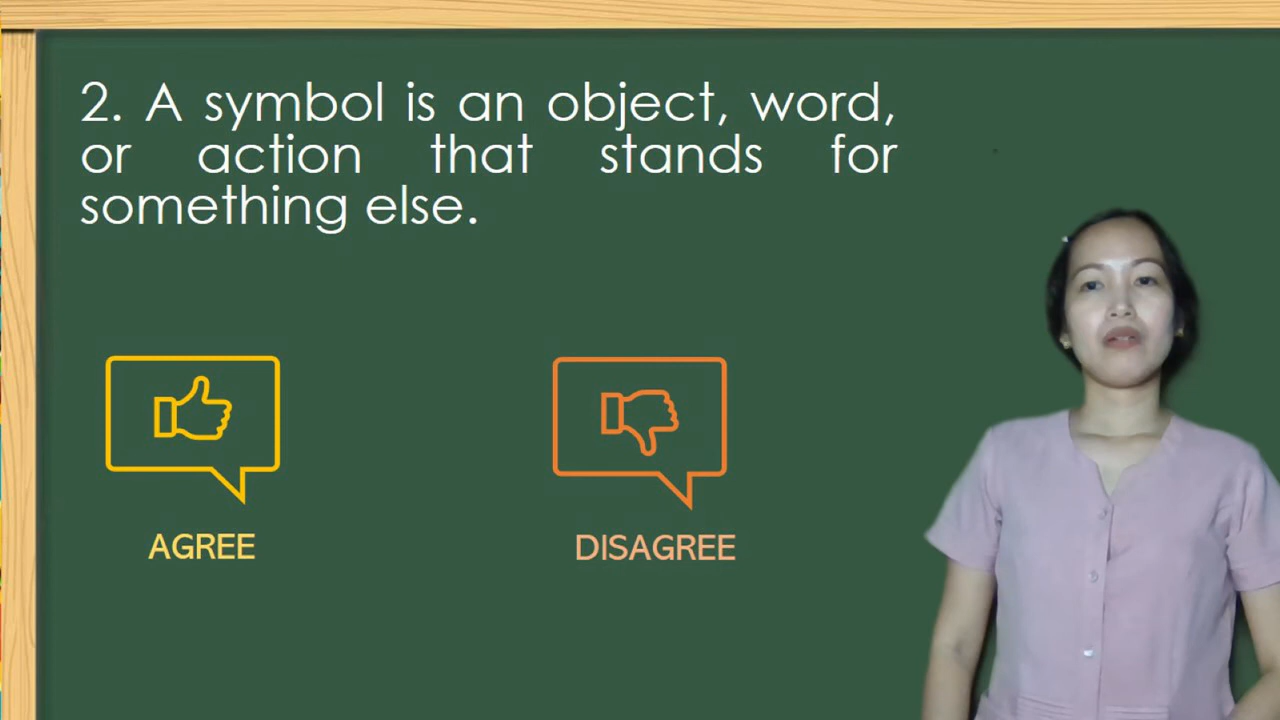 2. A symbol is an object, word,
or action that stands for
something else.
AGREE
DISAGREE